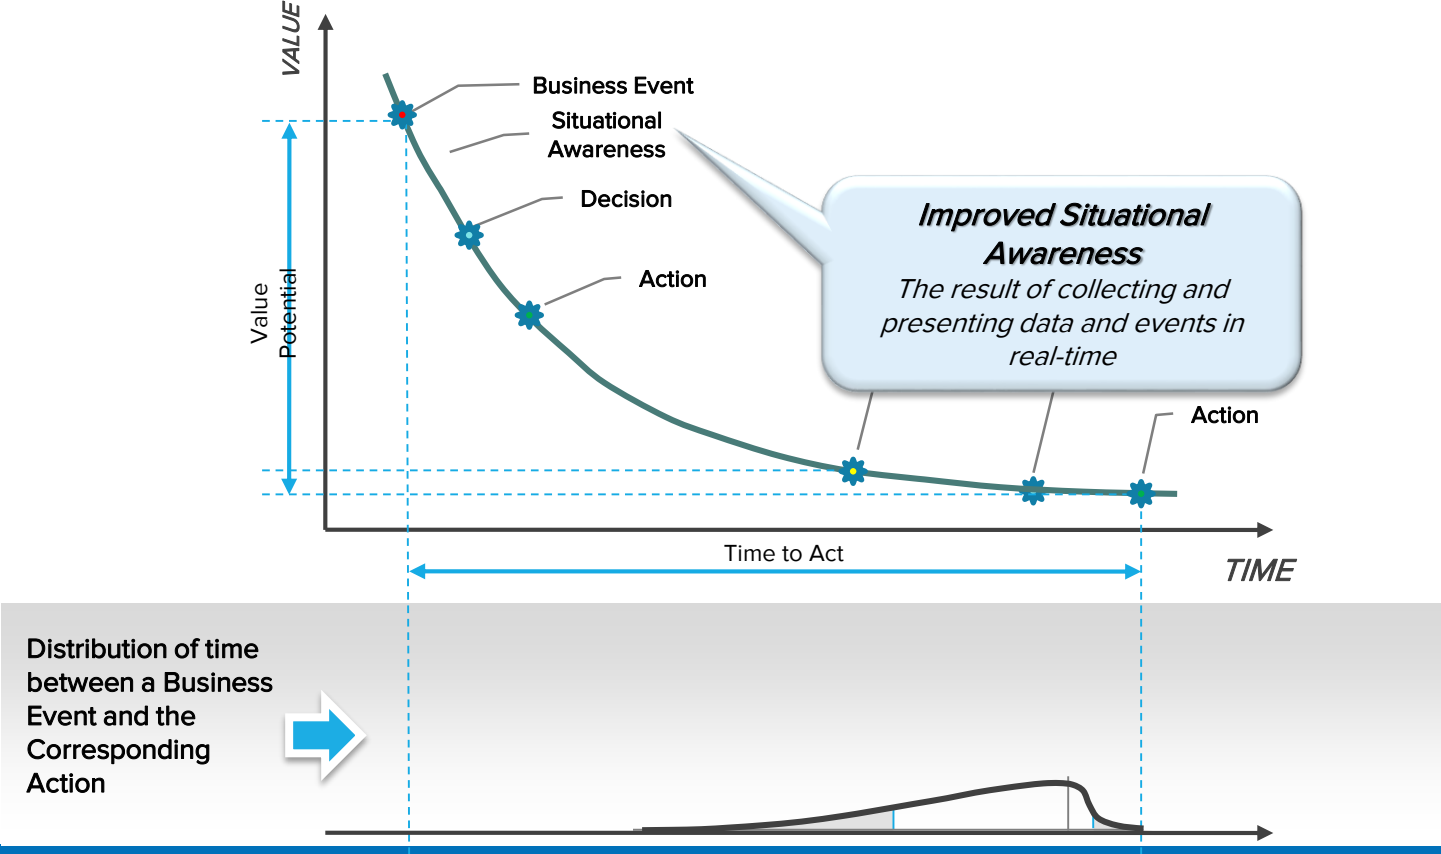 VALUE
Business Event
Situational
Awareness
Decision
Action
Value
Potential
Improved Situational
Awareness
The result of collecting and
presenting data and events in
real-time
Action
Time to Act
TIME
Distribution of time
between a Business
Event and the
Corresponding
Action